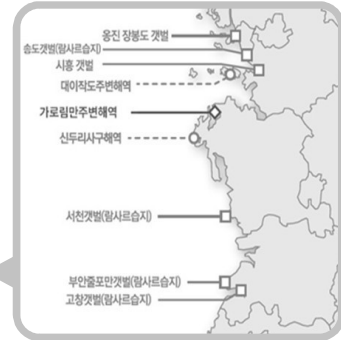 옹진 장봉도 갯벌
송도갯벌(람사르습지)
시흥 갯벌
대이작도주변해역
가로림만주변해역
신두리사구해역
서천갯벌(람사르습지)
부안줄포만갯벌(람사르습지)
고창갯벌(람사르습지)